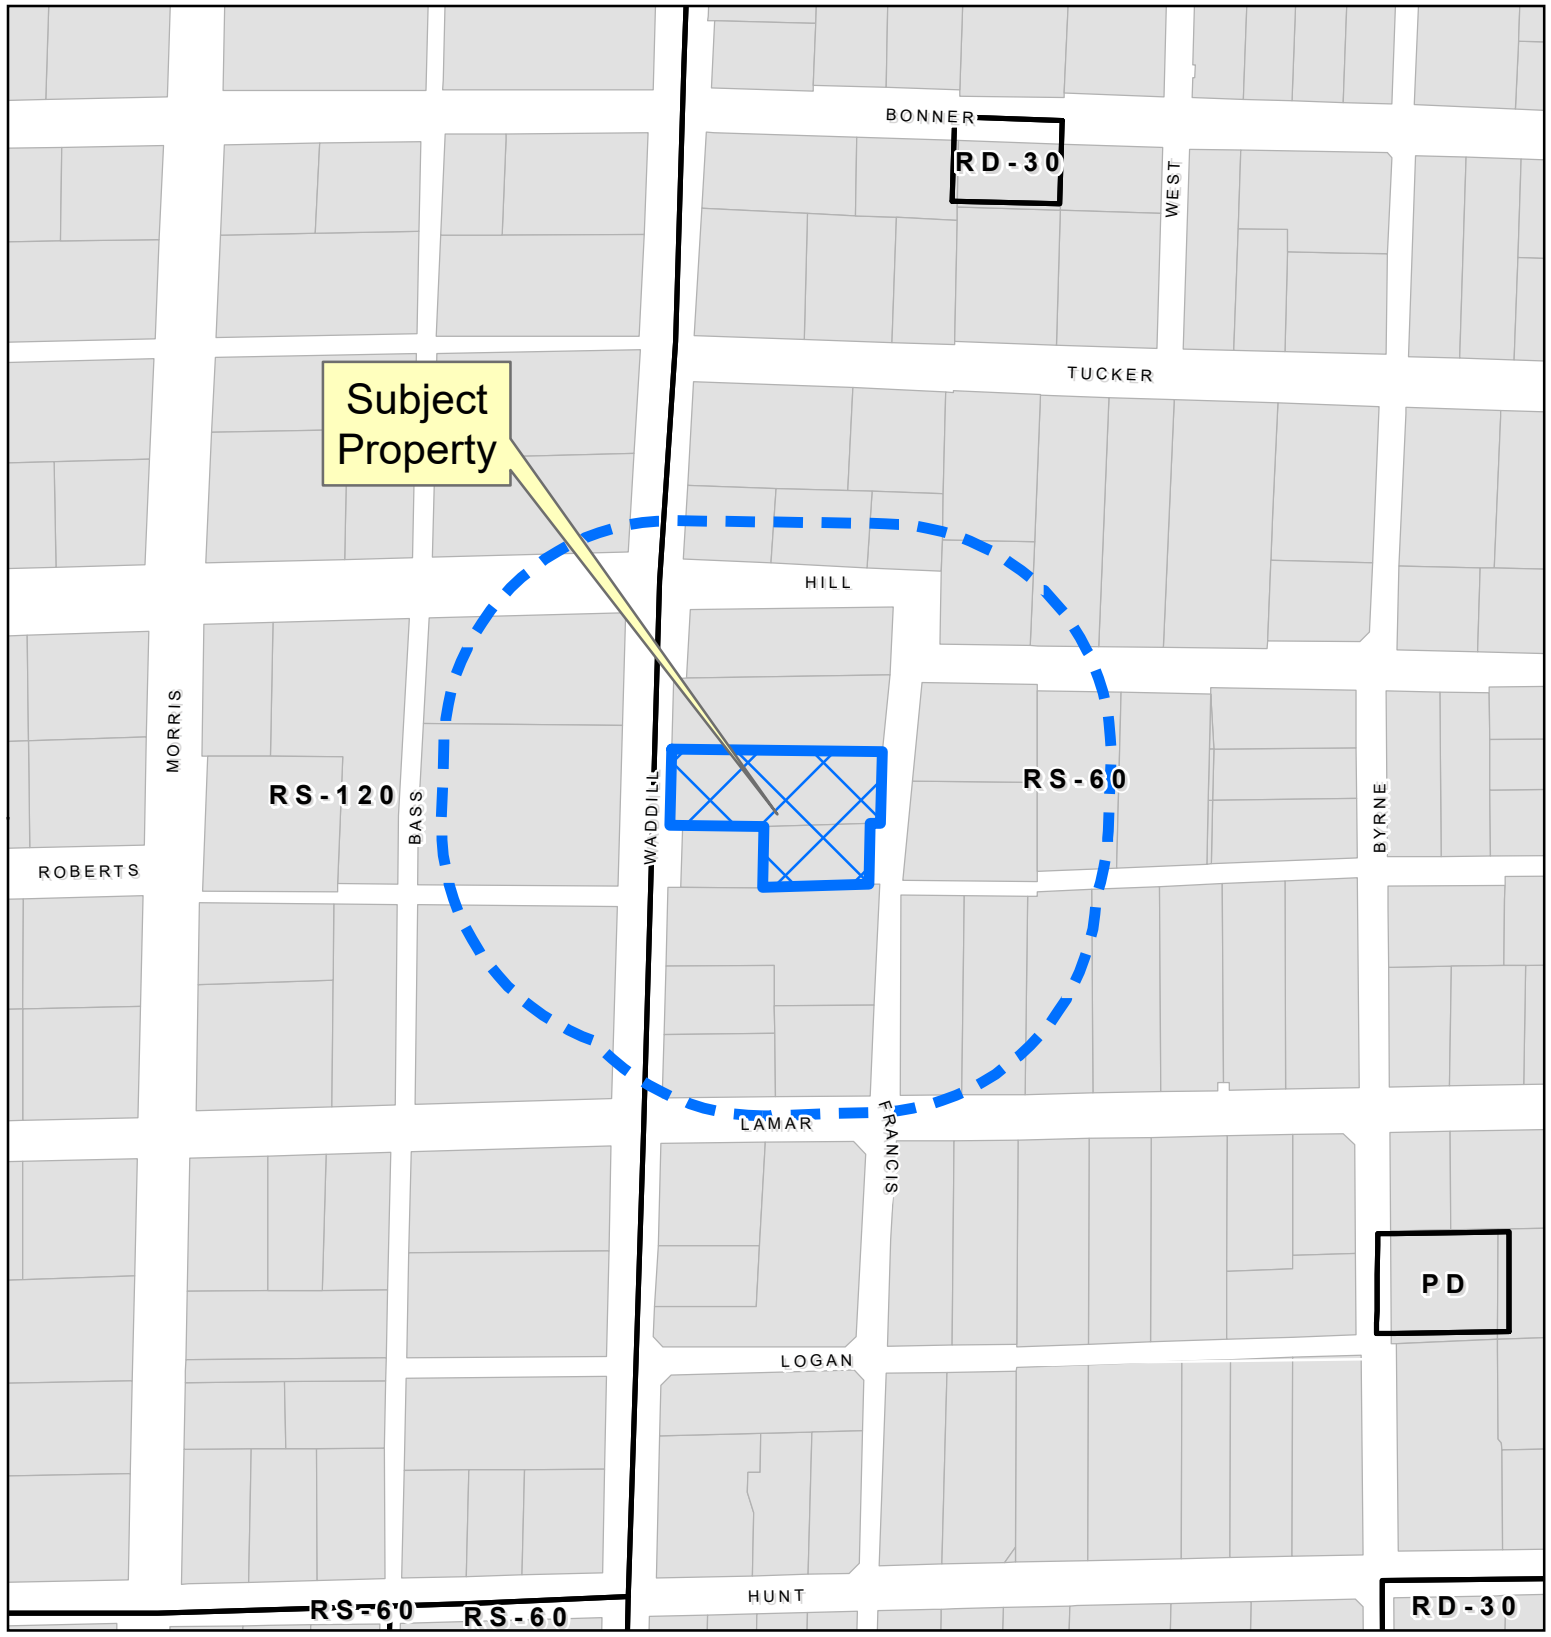 BONNER
RD-30
WEST
TUCKER
Subject
Property
HILL
MORRIS
RS-120
BASS
WADDILL
RS-60
BYRNE
ROBERTS
LAMAR
FRANCIS
PD
LOGAN
HUNT
RS-60
RS-60
RD-30